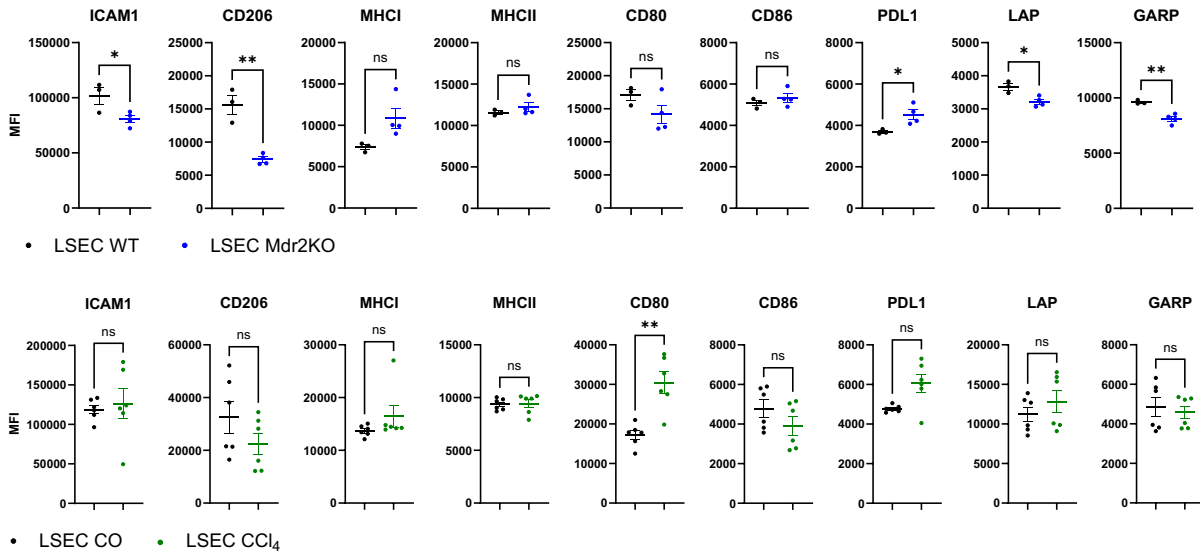 ICAM1 CD206 MHCI MHCII CD80 CD86 PDL1 LAP GARP
150000 25000 20000 20000 25000 8000 8000 5000 15000
* ** ns ns ns ns * * **
100000 20000 15000 15000 20000 6000 6000 4000 10000
MFI
50000 15000 10000 10000 15000 4000 4000 3000 5000
10000 5000 5000 10000 2000 2000 2000
5000 5000 1000
0 0 0 0 0 0 0 0 0
• LSEC WT • LSEC Mdr2KO
ICAM1 CD206 MHCI MHCII CD80 CD86 PDL1 LAP GARP
ns ns ns ns ** ns ns ns ns
200000 60000 30000 15000 40000 8000 8000 20000 8000
150000 40000 20000 10000 30000 6000 6000 15000 6000
MFI
100000 20000 10000 5000 20000 4000 4000 10000 4000
50000 10000 2000 2000 5000 2000
0 0 0 0 0 0 0 0 0
• LSEC CO • LSEC CCl₄